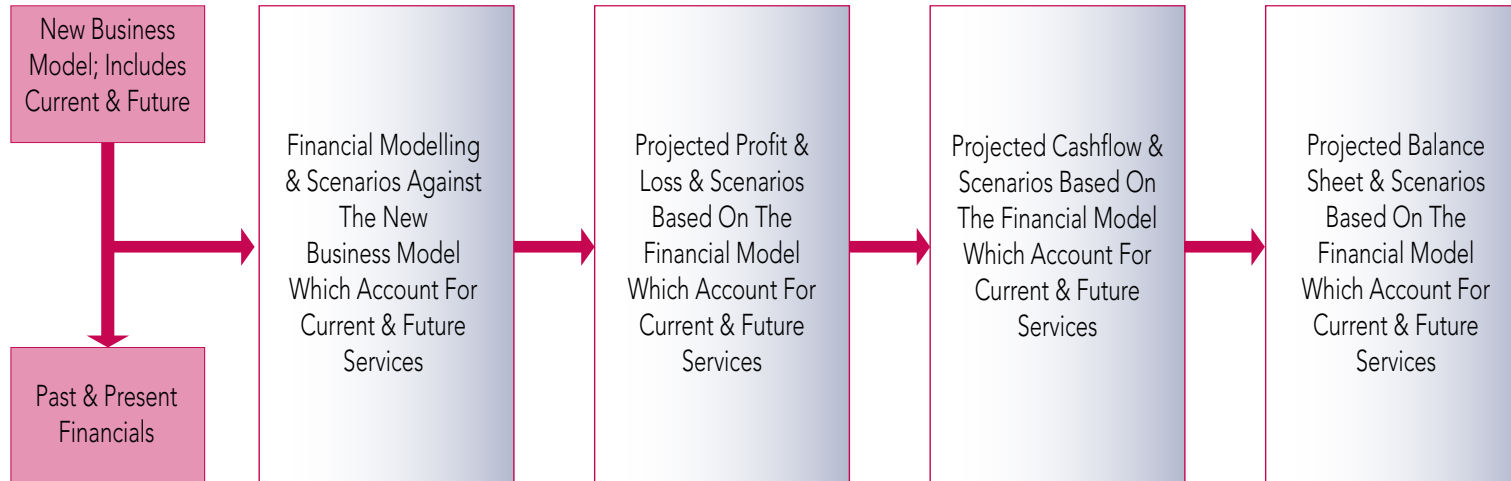 New Business
Model; Includes
Current & Future
Past & Present
Financials
Financial Modelling
& Scenarios Against
The New
Business Model
Which Account For
Current & Future
Services
Projected Profit &
Loss & Scenarios
Based On The
Financial Model
Which Account For
Current & Future
Services
Projected Cashflow &
Scenarios Based On
The Financial Model
Which Account For
Current & Future
Services
Projected Balance
Sheet & Scenarios
Based On The
Financial Model
Which Account For
Current & Future
Services